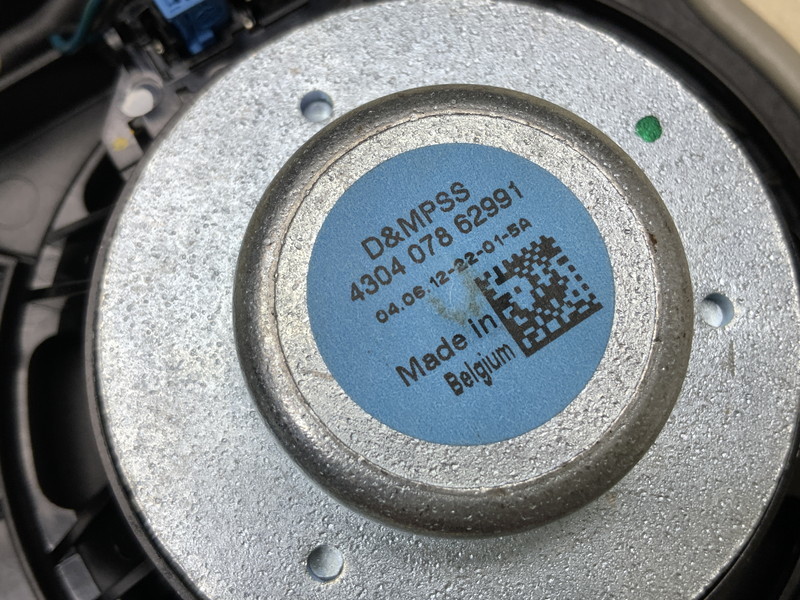 D&MPSS
4304 078 62991
04.06.12-22-01-5A
Made in
Belgium